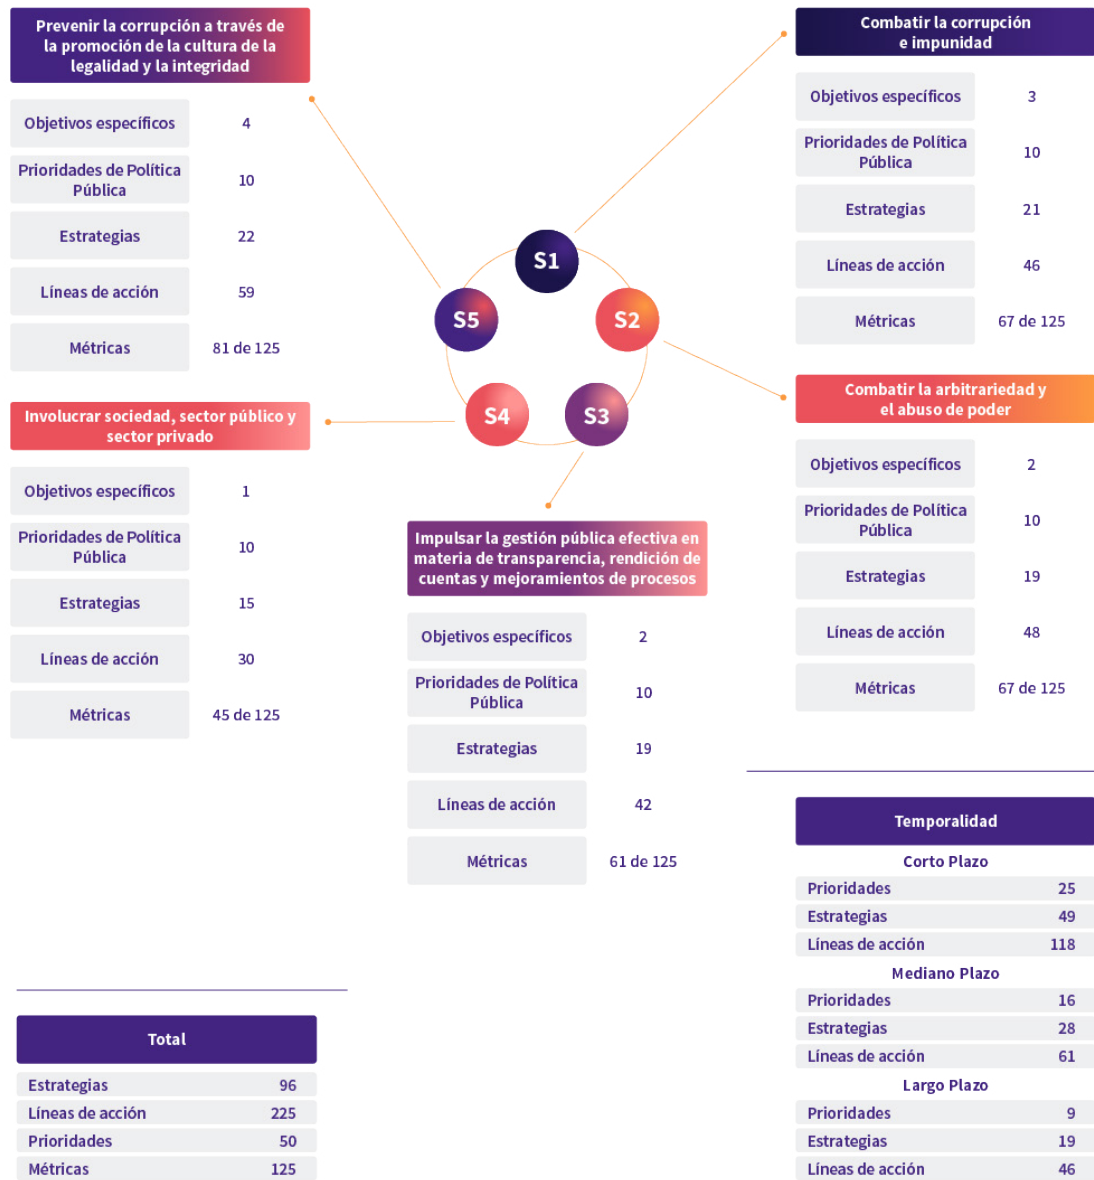 Prevenir la corrupción a través de
la promoción de la cultura de la
legalidad y la integridad
Objetivos específicos 4
Prioridades de Política
Pública 10
Estrategias 22
Líneas de acción 59
Métricas 81 de 125
Combatir la corrupción
e impunidad
Objetivos específicos 3
Prioridades de Política
Pública 10
Estrategias 21
Líneas de acción 46
Métricas 67 de 125
S1
S2
S3
S4
S5
Involucrar sociedad, sector público y
sector privado
Objetivos específicos 1
Prioridades de Política
Pública 10
Estrategias 15
Líneas de acción 30
Métricas 45 de 125
Combatir la arbitrariedad y
el abuso de poder
Objetivos específicos 2
Prioridades de Política
Pública 10
Estrategias 19
Líneas de acción 48
Métricas 67 de 125
Impulsar la gestión pública efectiva en
materia de transparencia, rendición de
cuentas y mejoramientos de procesos
Objetivos específicos 2
Prioridades de Política
Pública 10
Estrategias 19
Líneas de acción 42
Métricas 61 de 125
Temporalidad
Corto Plazo
Prioridades 25
Estrategias 49
Líneas de acción 118
Mediano Plazo
Prioridades 16
Estrategias 28
Líneas de acción 61
Largo Plazo
Prioridades 9
Estrategias 19
Líneas de acción 46
Total
Estrategias 96
Líneas de acción 225
Prioridades 50
Métricas 125